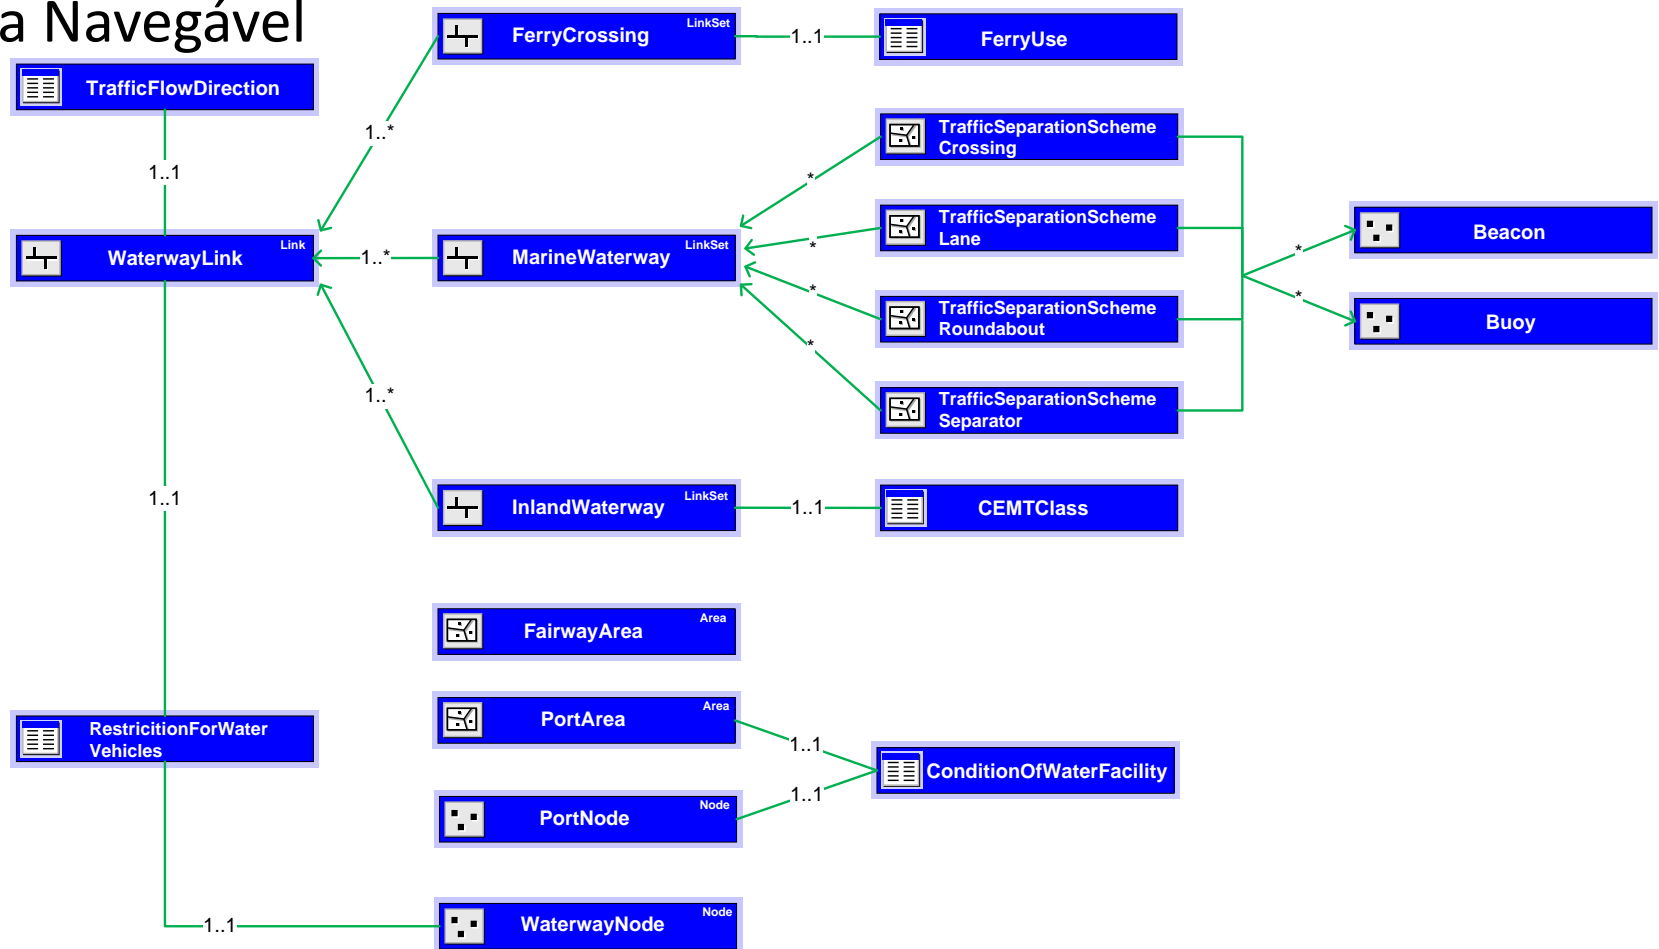 a Navegável
FerryCrossing
LinkSet
1..1
FerryUse
TrafficFlowDirection
1..*
1..1
TrafficSeparationScheme
Crossing
*
TrafficSeparationScheme
Lane
*
WaterwayLink
Link
1..*
MarineWaterway
LinkSet
*
TrafficSeparationScheme
Roundabout
*
TrafficSeparationScheme
Separator
*
Beacon
*
Buoy
1..*
1..1
InlandWaterway
LinkSet
1..1
CEMTClass
FairwayArea
Area
RestricitionForWater
Vehicles
PortArea
Area
1..1
ConditionOfWaterFacility
1..1
PortNode
Node
1..1
WaterwayNode
Node